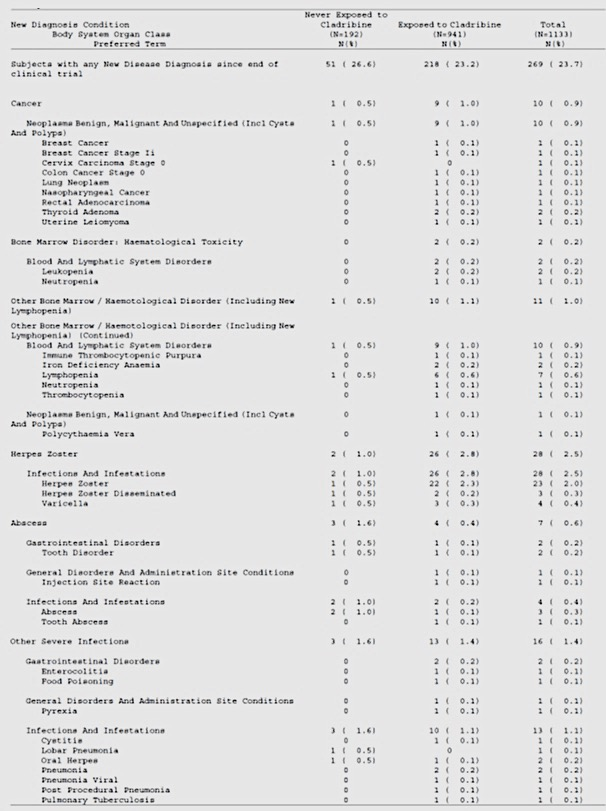 Never Exposed to
New Diagnosis Condition Cladribine Exposed to Cladribine Total
Body System Organ Class (N=192) (N=941) (N=1133)
Preferred Term N(%) N(%) N(%)
Subjects with any New Disease Diagnosis since end of 51 ( 26.6) 218 ( 23.2) 269 ( 23.7)
clinical trial
Cancer 1 ( 0.5) 9 ( 1.0) 10 ( 0.9)
Neoplasms Benign, Malignant And Unspecified (Incl Cysts 1 ( 0.5) 9 ( 1.0) 10 ( 0.9)
And Polyps)
Breast Cancer 0 1 ( 0.1) 1 ( 0.1)
Breast Cancer Stage Ii 0 1 ( 0.1) 1 ( 0.1)
Cervix Carcinoma Stage 0 1 ( 0.5) 0 1 ( 0.1)
Colon Cancer Stage 0 0 1 ( 0.1) 1 ( 0.1)
Lung Neoplasm 0 1 ( 0.1) 1 ( 0.1)
Nasopharyngeal Cancer 0 1 ( 0.1) 1 ( 0.1)
Rectal Adenocarcinoma 0 1 ( 0.1) 1 ( 0.1)
Thyroid Adenoma 0 2 ( 0.2) 2 ( 0.2)
Uterine Leiomyoma 0 1 ( 0.1) 1 ( 0.1)
Bone Marrow Disorder: Haematological Toxicity 0 2 ( 0.2) 2 ( 0.2)
Blood And Lymphatic System Disorders 0 2 ( 0.2) 2 ( 0.2)
Leukopenia 0 2 ( 0.2) 2 ( 0.2)
Neutropenia 0 1 ( 0.1) 1 ( 0.1)
Other Bone Marrow / Haemotological Disorder (Including New 1 ( 0.5) 10 ( 1.1) 11 ( 1.0)
Lymphopenia)
Other Bone Marrow / Haemotological Disorder (Including New
Lymphopenia) (Continued)
Blood And Lymphatic System Disorders 1 ( 0.5) 9 ( 1.0) 10 ( 0.9)
Immune Thrombocytopenic Purpura 0 1 ( 0.1) 1 ( 0.1)
Iron Deficiency Anaemia 0 2 ( 0.2) 2 ( 0.2)
Lymphopenia 1 ( 0.5) 6 ( 0.6) 7 ( 0.6)
Neutropenia 0 1 ( 0.1) 1 ( 0.1)
Thrombocytopenia 0 1 ( 0.1) 1 ( 0.1)
Neoplasms Benign, Malignant And Unspecified (Incl Cysts 0 1 ( 0.1) 1 ( 0.1)
And Polyps)
Polycythaemia Vera 0 1 ( 0.1) 1 ( 0.1)
Herpes Zoster 2 ( 1.0) 26 ( 2.8) 28 ( 2.5)
Infections And Infestations 2 ( 1.0) 26 ( 2.8) 28 ( 2.5)
Herpes Zoster 1 ( 0.5) 22 ( 2.3) 23 ( 2.0)
Herpes Zoster Disseminated 1 ( 0.5) 2 ( 0.2) 3 ( 0.3)
Varicella 1 ( 0.5) 3 ( 0.3) 4 ( 0.4)
Abscess 3 ( 1.6) 4 ( 0.4) 7 ( 0.6)
Gastrointestinal Disorders 1 ( 0.5) 1 ( 0.1) 2 ( 0.2)
Tooth Disorder 1 ( 0.5) 1 ( 0.1) 2 ( 0.2)
General Disorders And Administration Site Conditions 0 1 ( 0.1) 1 ( 0.1)
Injection Site Reaction 0 1 ( 0.1) 1 ( 0.1)
Infections And Infestations 2 ( 1.0) 2 ( 0.2) 4 ( 0.4)
Abscess 2 ( 1.0) 1 ( 0.1) 3 ( 0.3)
Tooth Abscess 0 1 ( 0.1) 1 ( 0.1)
Other Severe Infections 3 ( 1.6) 13 ( 1.4) 16 ( 1.4)
Gastrointestinal Disorders 0 2 ( 0.2) 2 ( 0.2)
Enterocolitis 0 1 ( 0.1) 1 ( 0.1)
Food Poisoning 0 1 ( 0.1) 1 ( 0.1)
General Disorders And Administration Site Conditions 0 1 ( 0.1) 1 ( 0.1)
Pyrexia 0 1 ( 0.1) 1 ( 0.1)
Infections And Infestations 3 ( 1.6) 10 ( 1.1) 13 ( 1.1)
Cystitis 0 1 ( 0.1) 1 ( 0.1)
Lobar Pneumonia 1 ( 0.5) 0 1 ( 0.1)
Oral Herpes 1 ( 0.5) 1 ( 0.1) 2 ( 0.2)
Pneumonia 0 2 ( 0.2) 2 ( 0.2)
Pneumonia Viral 0 1 ( 0.1) 1 ( 0.1)
Post Procedural Pneumonia 0 1 ( 0.1) 1 ( 0.1)
Pulmonary Tuberculosis 0 1 ( 0.1) 1 ( 0.1)